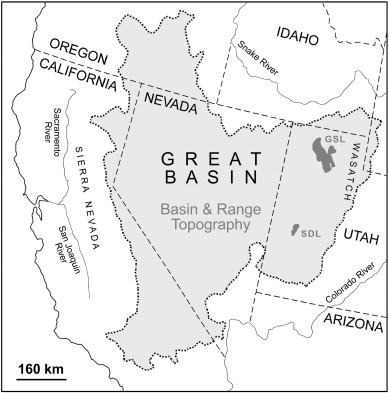 OREGON
CALIFORNIA
IDAHO
Snake River
NEVADA
GSL
WASATCH
Sacramento
River
SIERRA NEVADA
GREAT
BASIN
Basin & Range
Topography
SDL
UTAH
San Joaquin
River
Colorado River
ARIZONA
160 km